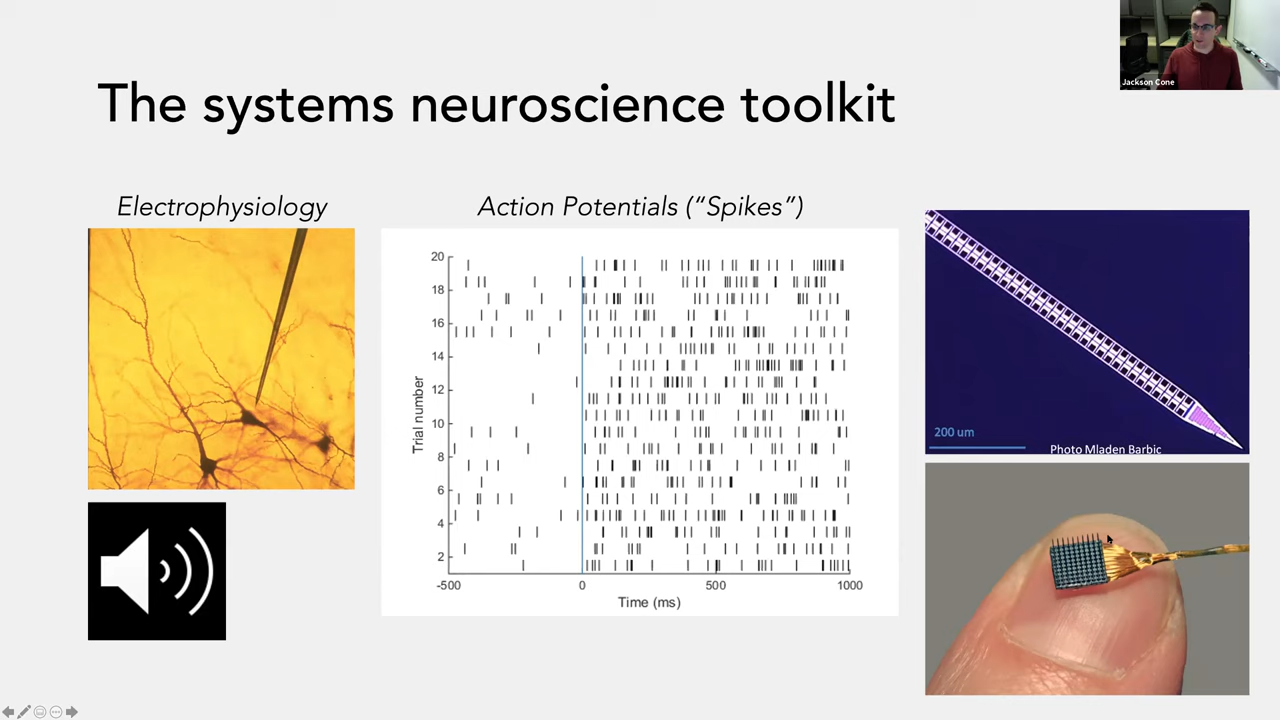 Jackson Cone
The systems neuroscience toolkit
Electrophysiology
Action Potentials (“Spikes”)
20
18
16
14
12
10
8
6
4
2
Trial number
-500
0
500
1000
Time (ms)
200 um
Photo Mladen Barbic